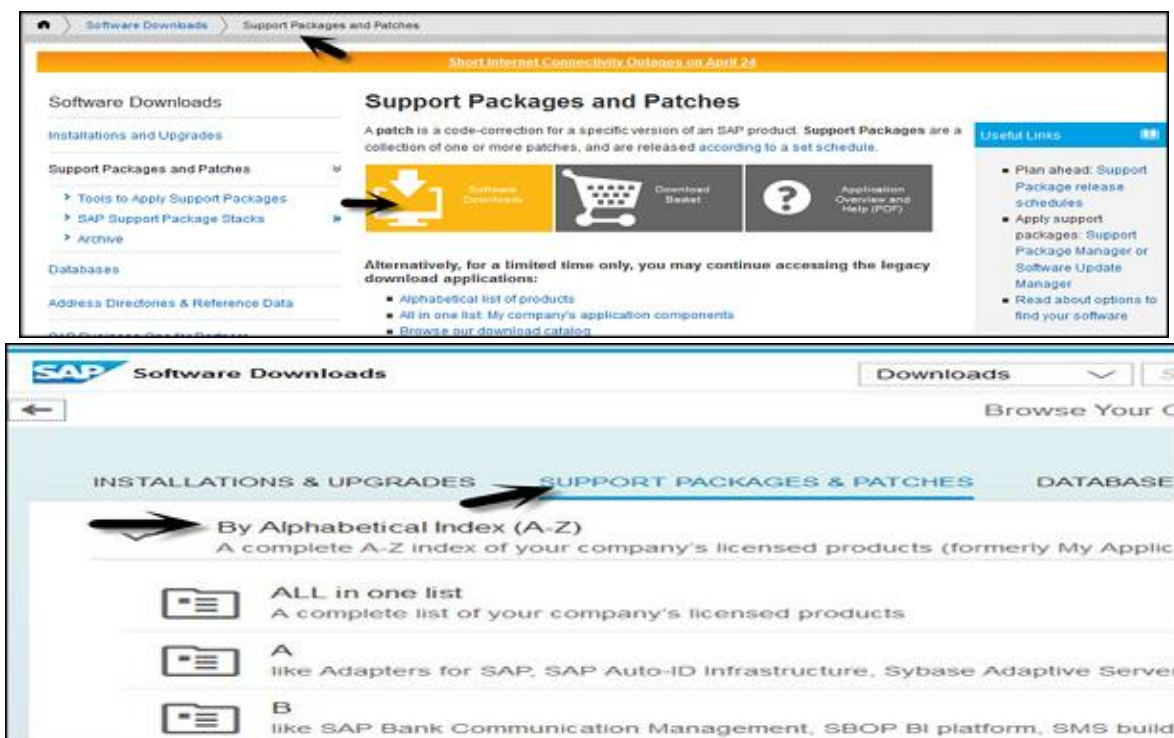 Software Downloads Support Packages and Patches
Short Internet Connectivity Outages on April 24
Software Downloads
Installations and Upgrades
Support Packages and Patches
Tools to Apply Support Packages
SAP Support Package Stacks
Archive
Databases
Address Directories & Reference Data
SAP Business One for Partners
Support Packages and Patches
A patch is a code-correction for a specific version of an SAP product. Support Packages are a
collection of one or more patches, and are released according to a set schedule.
Software
Downloads
Download
Basket
Application
Overview and
Help (PDF)
Alternatively, for a limited time only, you may continue accessing the legacy
download applications:
Alphabetical list of products
All in one list: My company's application components
Browse our download catalog
Useful Links
Plan ahead: Support
Package release
schedules
Apply support
packages: Support
Package Manager or
Software Update
Manager
Read about options to
find your software
SAP Software Downloads
Downloads
Browse Your
INSTALLATIONS & UPGRADES SUPPORT PACKAGES & PATCHES DATABASE
By Alphabetical Index (A-Z)
A complete A-Z index of your company's licensed products (formerly My Applic
ALL in one list
A complete list of your company's licensed products
A
like Adapters for SAP, SAP Auto-ID Infrastructure, Sybase Adaptive Server
B
like SAP Bank Communication Management, SBOP BI platform, SMS build